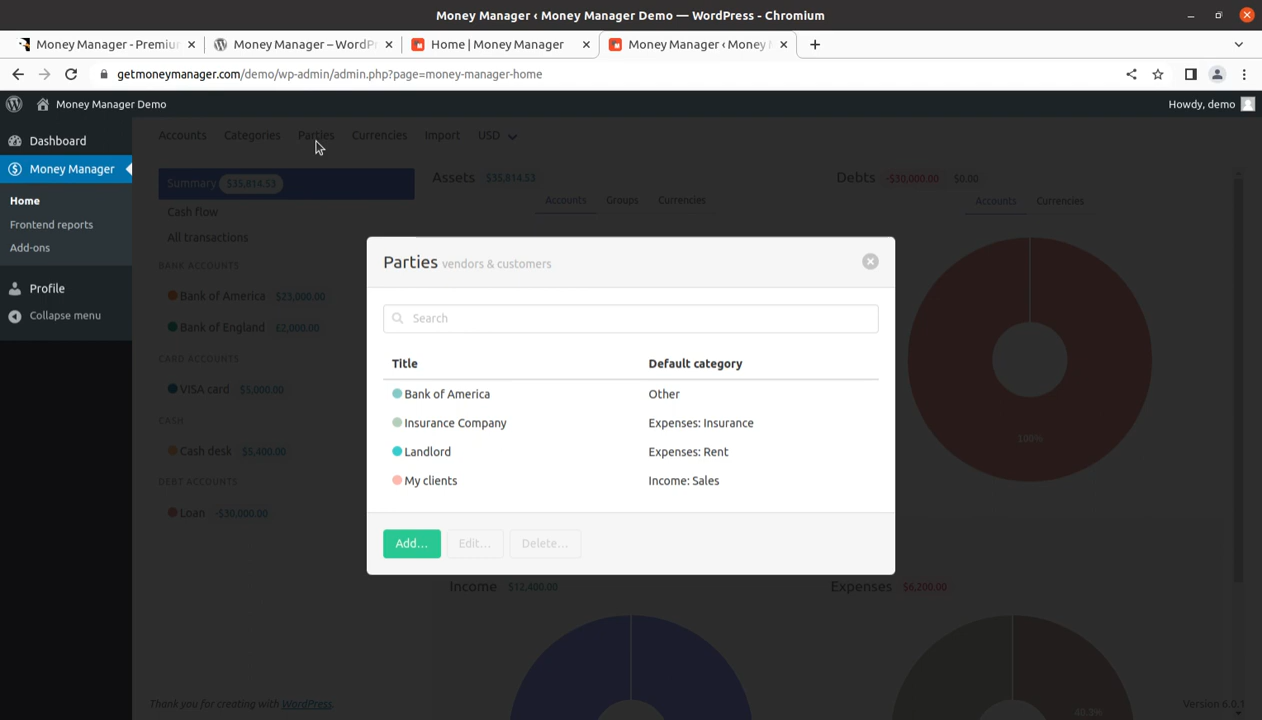 Money Manager ‹ Money Manager Demo — WordPress - Chromium
Money Manager - Premiu
Money Manager – WordPr
Home | Money Manager
Money Manager ‹ Money
getmoneymanager.com/demo/wp-admin/admin.php?page=money-manager-home
Money Manager Demo
Howdy, demo
Dashboard
Money Manager
Home
Frontend reports
Add-ons
Profile
Collapse menu
Accounts Categories Parties Currencies Import USD
Summary $35,814.53
Cash flow
All transactions
BANK ACCOUNTS
Bank of America $23,000.00
Bank of England £2,000.00
CARD ACCOUNTS
VISA card $5,000.00
CASH
Cash desk $5,400.00
DEBT ACCOUNTS
Loan -$30,000.00
Assets $35,814.53
Accounts Groups Currencies
Debts -$30,000.00 $0.00
Accounts Currencies
100%
Parties vendors & customers
Search
Title Default category
Bank of America Other
Insurance Company Expenses: Insurance
Landlord Expenses: Rent
My clients Income: Sales
Add... Edit... Delete...
Income $12,400.00
Expenses $6,200.00
40.3%
Thank you for creating with WordPress.
Version 6.0.1